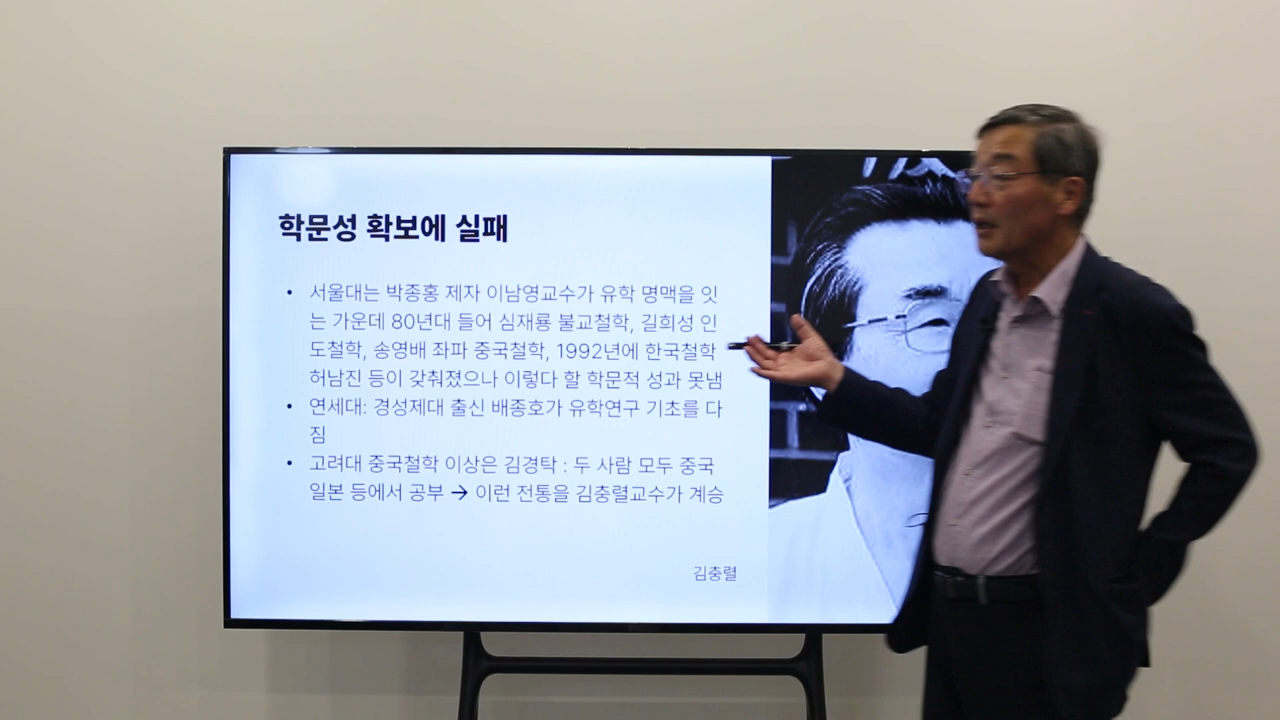 학문성 확보에 실패
• 서울대는 박종홍 제자 이남영교수가 유학 명맥을 잇
는 가운데 80년대 들어 심재룡 불교철학, 길희성 인
도철학, 송영배 좌파 중국철학, 1992년에 한국철학
허남진 등이 갖춰졌으나 이렇다 할 학문적 성과 못냄
• 연세대: 경성제대 출신 배종호가 유학연구 기초를 다
짐
• 고려대 중국철학 이상은 김경탁 : 두 사람 모두 중국
일본 등에서 공부 → 이런 전통을 김충렬교수가 계승
김충렬